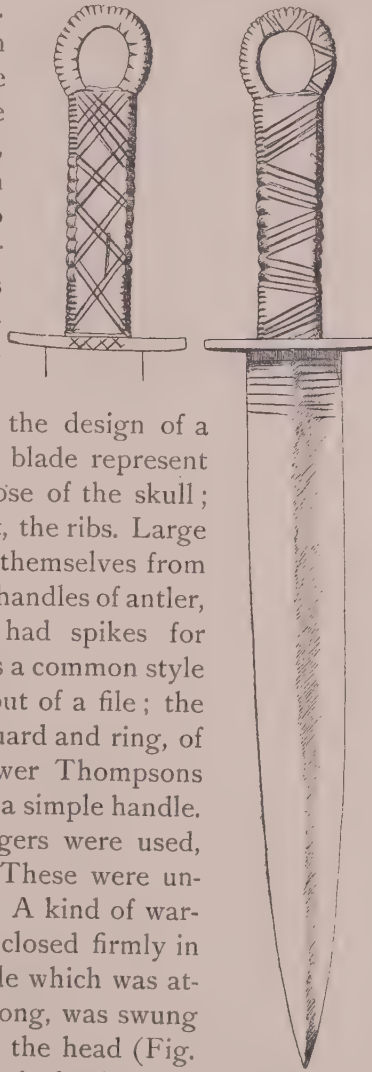 the design of a
blade represent
ose of the skull;
, the ribs. Large
themselves from
handles of antler,
had spikes for
s a common style
out of a file; the
uard and ring, of
wer Thompsons
a simple handle.
gers were used,
These were un-
A kind of war-
closed firmly in
le which was at-
ong, was swung
the head (Fig.